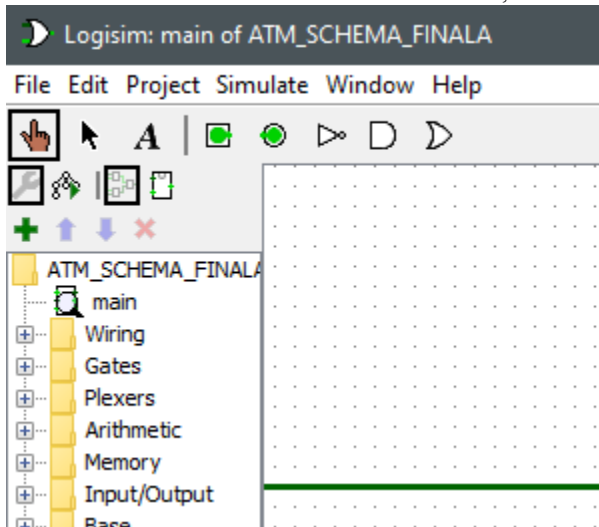 Logisim: main of ATM_SCHEMA_FINALA
File Edit Project Simulate Window Help
A
ATM_SCHEMA_FINALA
main
Wiring
Gates
Plexers
Arithmetic
Memory
Input/Output
Base